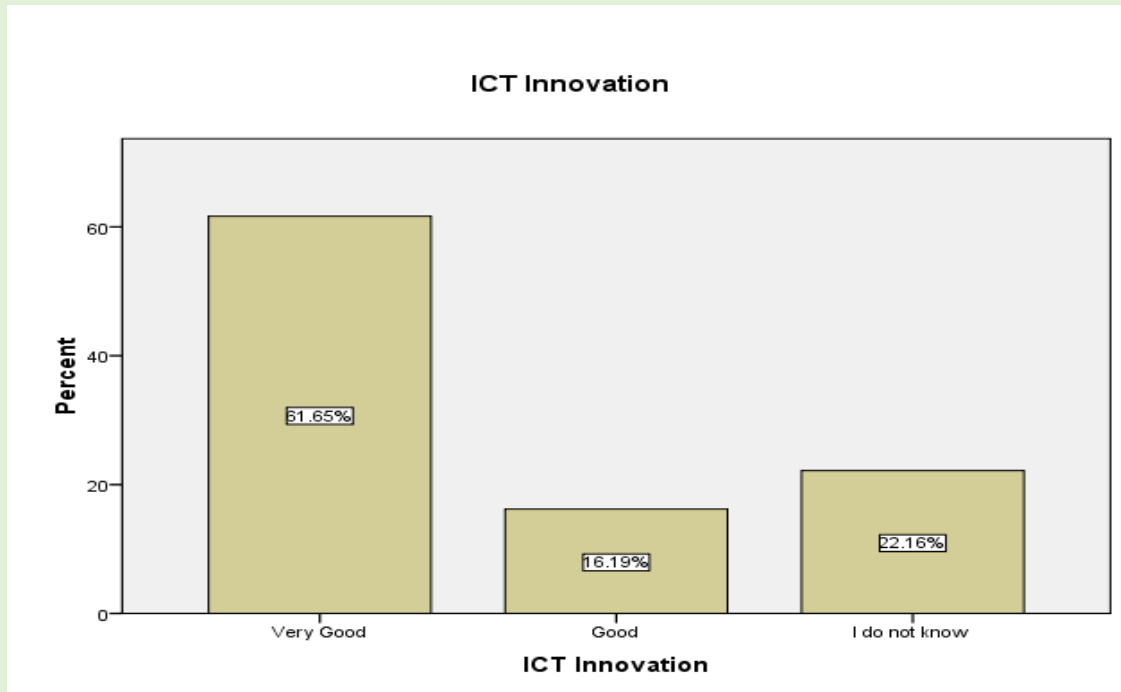 ICT Innovation
Percent
60
40
20
0
61.65%
16.19%
22.16%
Very Good
Good
I do not know
ICT Innovation